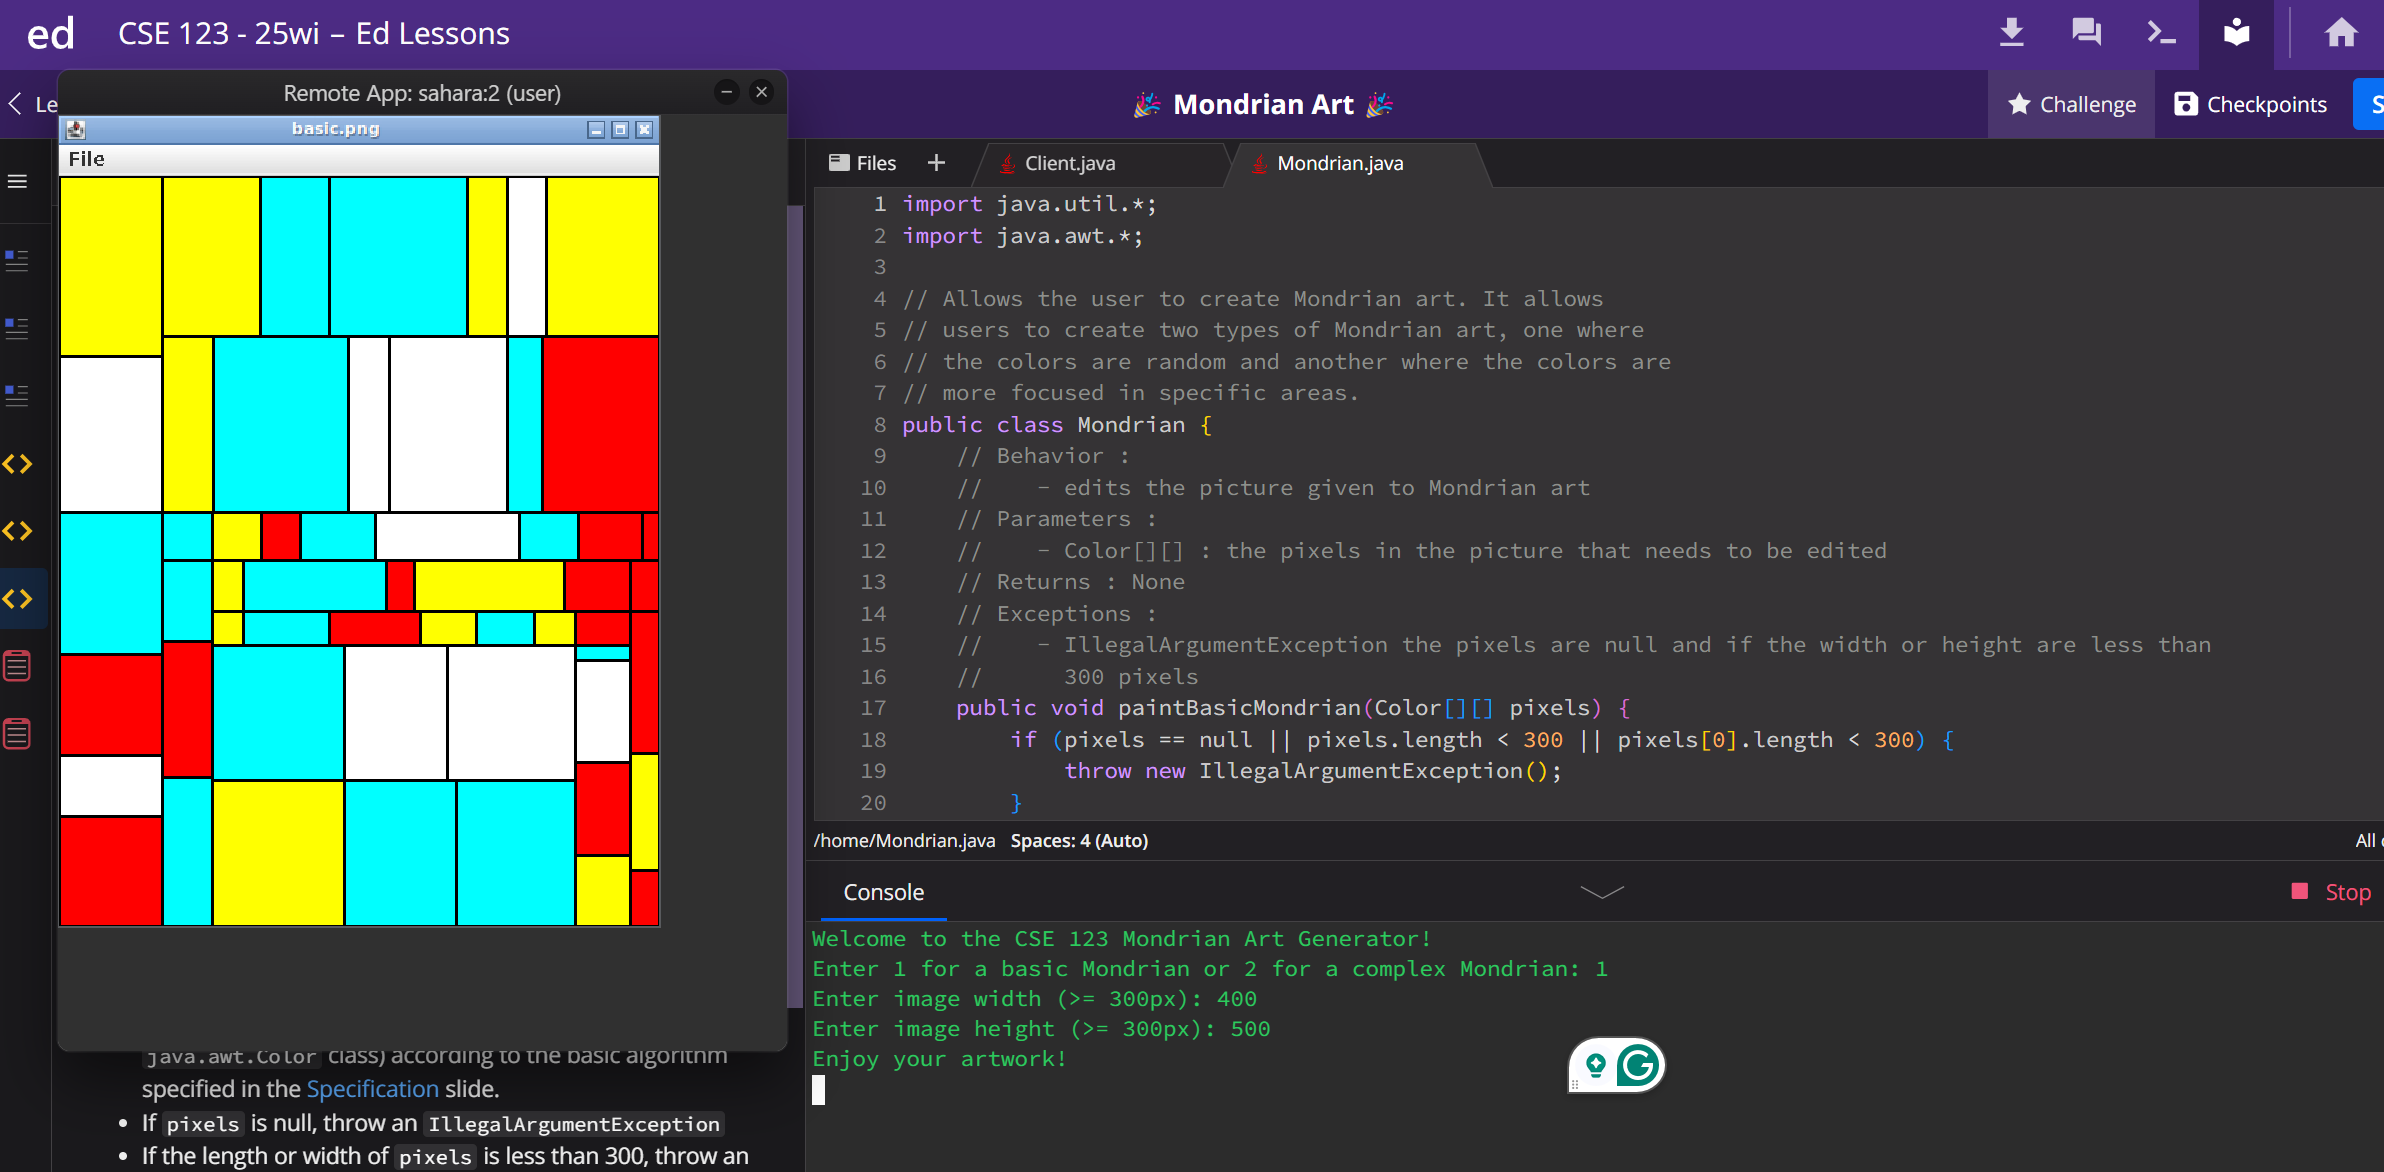 ed CSE 123 - 25wi – Ed Lessons
Le
Mondrian Art
Challenge
Checkpoints
Remote App: sahara:2 (user)
basic.png
File
Files
Client.java
Mondrian.java
1 import java.util.*;
2 import java.awt.*;
3
4 // Allows the user to create Mondrian art. It allows
5 // users to create two types of Mondrian art, one where
6 // the colors are random and another where the colors are
7 // more focused in specific areas.
8 public class Mondrian {
9 // Behavior :
10 // - edits the picture given to Mondrian art
11 // Parameters :
12 // - Color[][] : the pixels in the picture that needs to be edited
13 // Returns : None
14 // Exceptions :
15 // - IllegalArgumentException the pixels are null and if the width or height are less than
16 // 300 pixels
17 public void paintBasicMondrian(Color[][] pixels) {
18 if (pixels == null || pixels.length < 300 || pixels[0].length < 300) {
19 throw new IllegalArgumentException();
20 }
/home/Mondrian.java Spaces: 4 (Auto)
All
Console
Stop
Welcome to the CSE 123 Mondrian Art Generator!
Enter 1 for a basic Mondrian or 2 for a complex Mondrian: 1
Enter image width (>= 300px): 400
Enter image height (>= 300px): 500
Enjoy your artwork!
java.awt.Color class) according to the basic algorithm
specified in the Specification slide.
• If pixels is null, throw an IllegalArgumentException
• If the length or width of pixels is less than 300, throw an